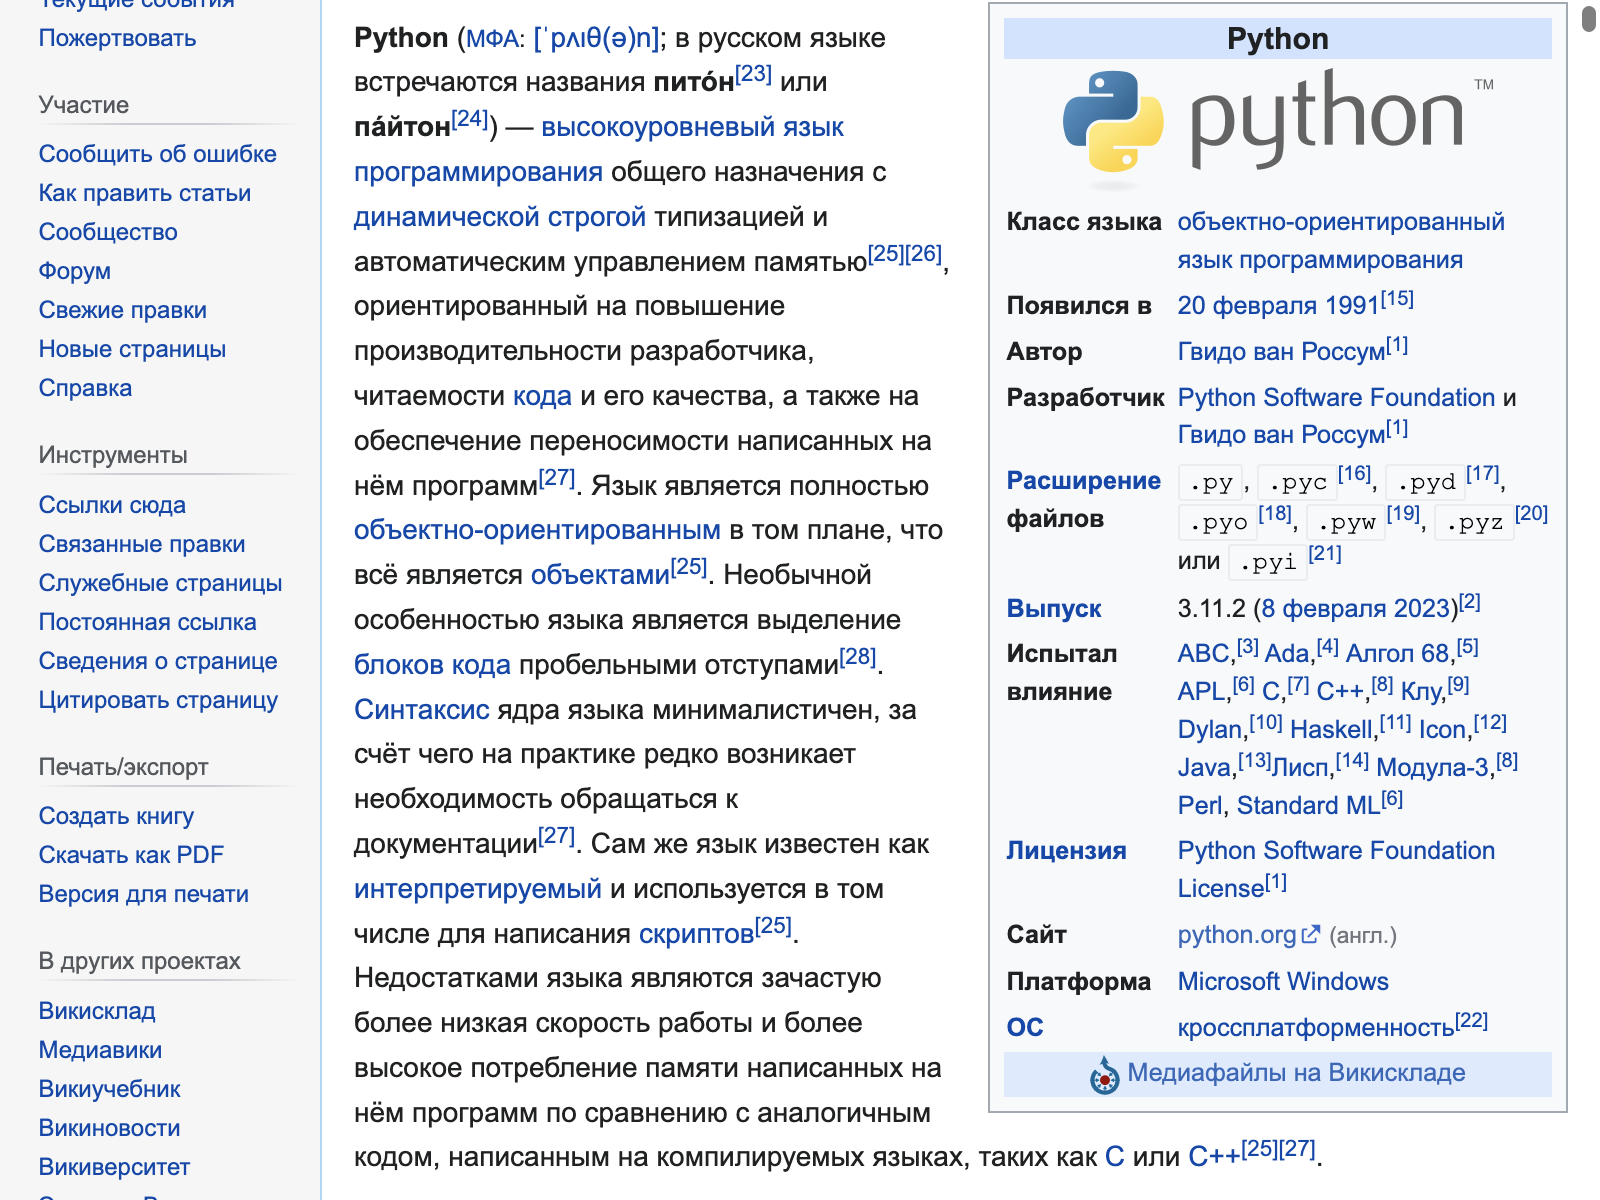 Текущие события
Пожертвовать
Участие
Сообщить об ошибке
Как править статьи
Сообщество
Форум
Свежие правки
Новые страницы
Справка
Инструменты
Ссылки сюда
Связанные правки
Служебные страницы
Постоянная ссылка
Сведения о странице
Цитировать страницу
Печать/экспорт
Создать книгу
Скачать как PDF
Версия для печати
В других проектах
Викисклад
Медиавики
Викиучебник
Викиновости
Викиверситет
Python (МФА: [ˈpʌɪθ(ə)n]; в русском языке
встречаются названия пито́н[23] или
па́йтон[24]) — высокоуровневый язык
программирования общего назначения с
динамической строгой типизацией и
автоматическим управлением памятью[25][26],
ориентированный на повышение
производительности разработчика,
читаемости кода и его качества, а также на
обеспечение переносимости написанных на
нём программ[27]. Язык является полностью
объектно-ориентированным в том плане, что
всё является объектами[25]. Необычной
особенностью языка является выделение
блоков кода пробельными отступами[28].
Синтаксис ядра языка минималистичен, за
счёт чего на практике редко возникает
необходимость обращаться к
документации[27]. Сам же язык известен как
интерпретируемый и используется в том
числе для написания скриптов[25].
Недостатками языка являются зачастую
более низкая скорость работы и более
высокое потребление памяти написанных на
нём программ по сравнению с аналогичным
кодом, написанным на компилируемых языках, таких как C или C++[25][27].
Python
python™
Класс языка объектно-ориентированный
язык программирования
Появился в 20 февраля 1991[15]
Автор Гвидо ван Россум[1]
Разработчик Python Software Foundation и
Гвидо ван Россум[1]
Расширение .py, .pyc[16], .pyd[17],
файлов .pyo[18], .pyw[19], .pyz[20]
или .pyi[21]
Выпуск 3.11.2 (8 февраля 2023)[2]
Испытал ABC,[3] Ada,[4] Алгол 68,[5]
влияние APL,[6] C,[7] C++,[8] Клу,[9]
Dylan,[10] Haskell,[11] Icon,[12]
Java,[13]Лисп,[14] Модула-3,[8]
Perl, Standard ML[6]
Лицензия Python Software Foundation
License[1]
Сайт python.org (англ.)
Платформа Microsoft Windows
ОС кроссплатформенность[22]
Медиафайлы на Викискладе